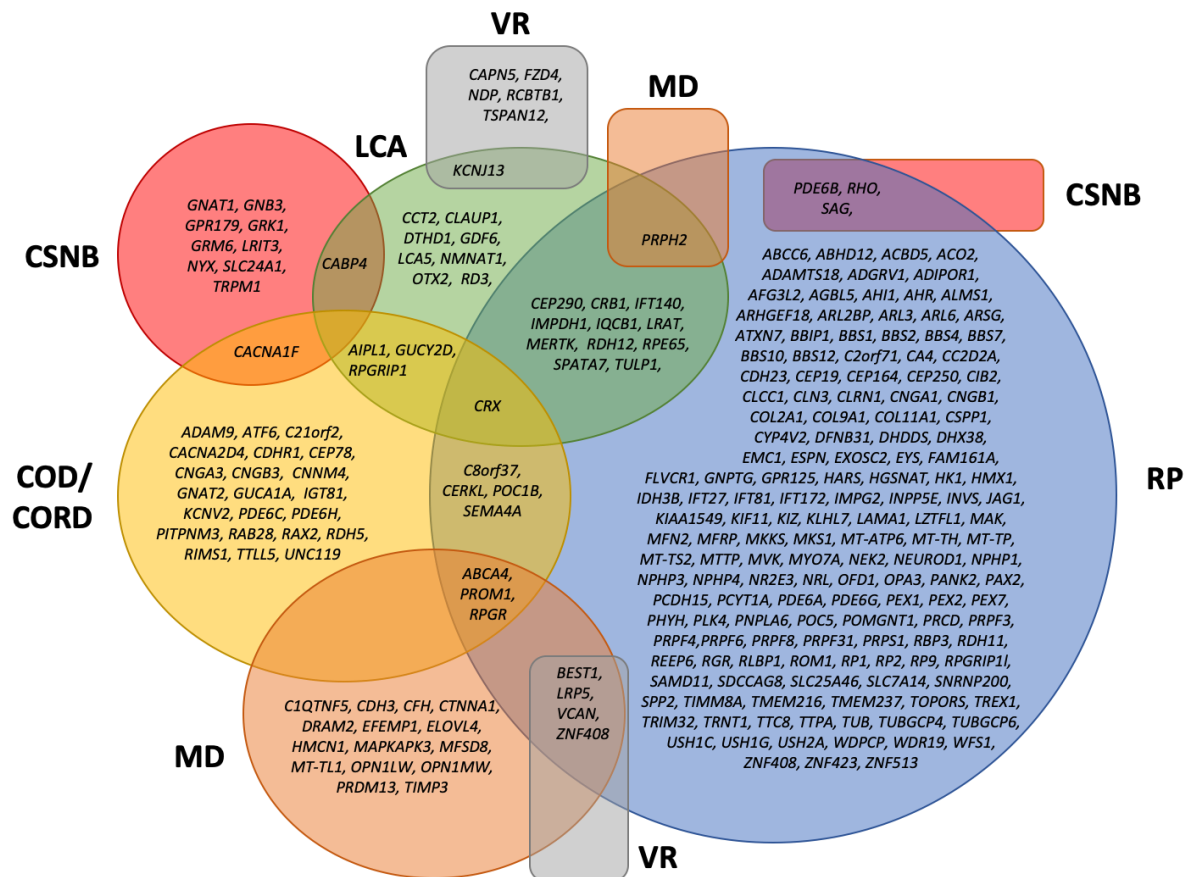 VR
CAPN5, FZD4,
NDP, RCBTB1,
TSPAN12,
KCNJ13
MD
LCA
CSNB
GNAT1, GNB3,
GPR179, GRK1,
GRM6, LRIT3,
NYX, SLC24A1,
TRPM1
CABP4
CCT2, CLAUP1,
DTHD1, GDF6,
LCA5, NMNAT1,
OTX2, RD3,
PRPH2
PDE6B, RHO,
SAG,
CSNB
CACNA1F
AIPL1, GUCY2D,
RPGRIP1
CEP290, CRB1, IFT140,
IMPDH1, IQCB1, LRAT,
MERTK, RDH12, RPE65,
SPATA7, TULP1,
CRX
COD/
CORD
ADAM9, ATF6, C21orf2,
CACNA2D4, CDHR1, CEP78,
CNGA3, CNGB3, CNNM4,
GNAT2, GUCA1A, IGT81,
KCNV2, PDE6C, PDE6H,
PITPNM3, RAB28, RAX2, RDH5,
RIMS1, TTLL5, UNC119
C8orf37,
CERKL, POC1B,
SEMA4A
ABCA4,
PROM1,
RPGR
RP
ABCC6, ABHD12, ACBD5, ACO2,
ADAMTS18, ADGRV1, ADIPOR1,
AFG3L2, AGBL5, AHI1, AHR, ALMS1,
ARHGEF18, ARL2BP, ARL3, ARL6, ARSG,
ATXN7, BBIP1, BBS1, BBS2, BBS4, BBS7,
BBS10, BBS12, C2orf71, CA4, CC2D2A,
CDH23, CEP19, CEP164, CEP250, CIB2,
CLCC1, CLN3, CLRN1, CNGA1, CNGB1,
COL2A1, COL9A1, COL11A1, CSPP1,
CYP4V2, DFNB31, DHDDS, DHX38,
EMC1, ESPN, EXOSC2, EYS, FAM161A,
FLVCR1, GNPTG, GPR125, HARS, HGSNAT, HK1, HMX1,
IDH3B, IFT27, IFT81, IFT172, IMPG2, INPP5E, INVS, JAG1,
KIAA1549, KIF11, KIZ, KLHL7, LAMA1, LZTFL1, MAK,
MFN2, MFRP, MKKS, MKS1, MT-ATP6, MT-TH, MT-TP,
MT-TS2, MTTP, MVK, MYO7A, NEK2, NEUROD1, NPHP1,
NPHP3, NPHP4, NR2E3, NRL, OFD1, OPA3, PANK2, PAX2,
PCDH15, PCYT1A, PDE6A, PDE6G, PEX1, PEX2, PEX7,
PHYH, PLK4, PNPLA6, POC5, POMGNT1, PRCD, PRPF3,
PRPF4,PRPF6, PRPF8, PRPF31, PRPS1, RBP3, RDH11,
REEP6, RGR, RLBP1, ROM1, RP1, RP2, RP9, RPGRIP1l,
SAMD11, SDCCAG8, SLC25A46, SLC7A14, SNRNP200,
SPP2, TIMM8A, TMEM216, TMEM237, TOPORS, TREX1,
TRIM32, TRNT1, TTC8, TTPA, TUB, TUBGCP4, TUBGCP6,
USH1C, USH1G, USH2A, WDPCP, WDR19, WFS1,
ZNF408, ZNF423, ZNF513
MD
C1QTNF5, CDH3, CFH, CTNNA1,
DRAM2, EFEMP1, ELOVL4,
HMCN1, MAPKAPK3, MFSD8,
MT-TL1, OPN1LW, OPN1MW,
PRDM13, TIMP3
BEST1,
LRP5,
VCAN,
ZNF408
VR